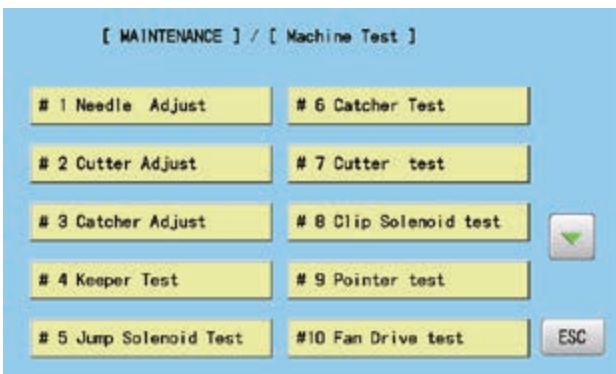 [ MAINTENANCE ] / [ Machine Test ]
# 1 Needle Adjust
# 2 Cutter Adjust
# 3 Catcher Adjust
# 4 Keeper Test
# 5 Jump Solenoid Test
# 6 Catcher Test
# 7 Cutter test
# 8 Clip Solenoid test
# 9 Pointer test
#10 Fan Drive test
ESC